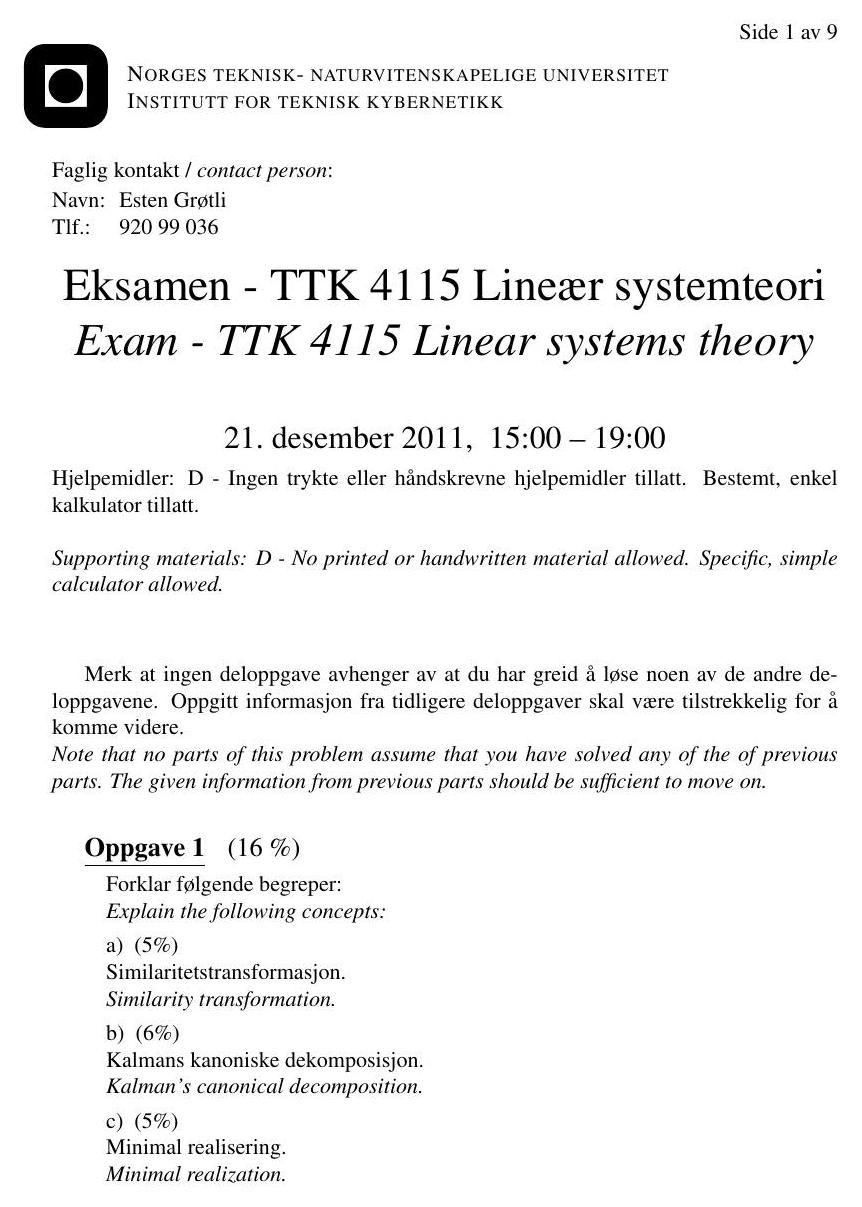 Side 1 av 9
NORGES TEKNISK- NATURVITENSKAPELIGE UNIVERSITET
INSTITUTT FOR TEKNISK KYBERNETIKK
Faglig kontakt / contact person:
Navn: Esten Grøtli
Tlf.: 920 99 036
Eksamen - TTK 4115 Lineær systemteori
Exam - TTK 4115 Linear systems theory
21. desember 2011, 15:00 – 19:00
Hjelpemidler: D - Ingen trykte eller håndskrevne hjelpemidler tillatt. Bestemt, enkel
kalkulator tillatt.
Supporting materials: D - No printed or handwritten material allowed. Specific, simple
calculator allowed.
Merk at ingen deloppgave avhenger av at du har greid å løse noen av de andre de-
loppgavene. Oppgitt informasjon fra tidligere deloppgaver skal være tilstrekkelig for å
komme videre.
Note that no parts of this problem assume that you have solved any of the of previous
parts. The given information from previous parts should be sufficient to move on.
Oppgave 1 (16 %)
Forklar følgende begreper:
Explain the following concepts:
a) (5%)
Similaritetstransformasjon.
Similarity transformation.
b) (6%)
Kalmans kanoniske dekomposisjon.
Kalman's canonical decomposition.
c) (5%)
Minimal realisering.
Minimal realization.